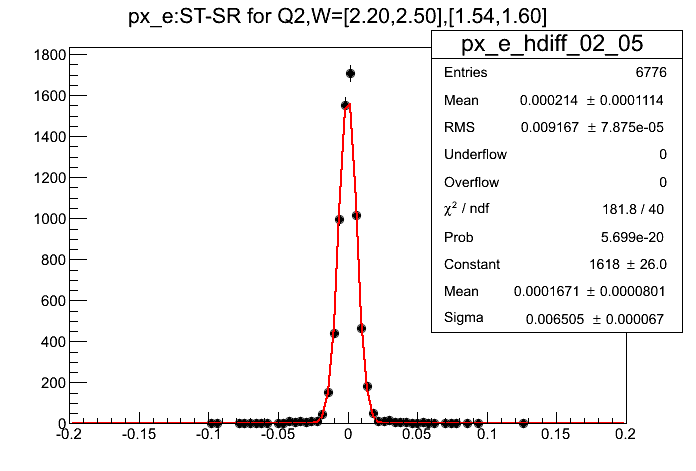 px_e:ST-SR for Q2,W=[2.20,2.50],[1.54,1.60]
px_e_hdiff_02_05
Entries 6776
Mean 0.000214 ± 0.0001114
RMS 0.009167 ± 7.875e-05
Underflow 0
Overflow 0
χ² / ndf 181.8 / 40
Prob 5.699e-20
Constant 1618 ± 26.0
Mean 0.0001671 ± 0.0000801
Sigma 0.006505 ± 0.000067
1800
1600
1400
1200
1000
800
600
400
200
0
-0.2 -0.15 -0.1 -0.05 0 0.05 0.1 0.15 0.2